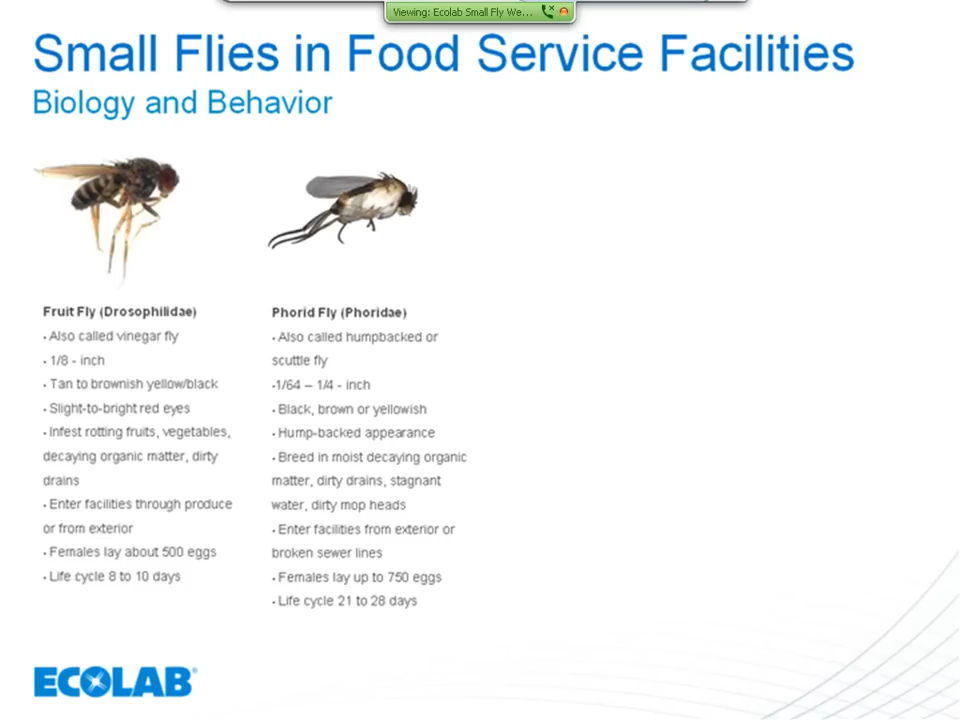 Viewing: Ecolab Small Fly We...
Small Flies in Food Service Facilities
Biology and Behavior
Fruit Fly (Drosophilidae)
• Also called vinegar fly
• 1/8 - inch
• Tan to brownish yellow/black
• Slight-to-bright red eyes
• Infest rotting fruits, vegetables,
decaying organic matter, dirty
drains
• Enter facilities through produce
or from exterior
• Females lay about 500 eggs
• Life cycle 8 to 10 days
Phorid Fly (Phoridae)
• Also called humpbacked or
scuttle fly
•1/64 – 1/4 - inch
• Black, brown or yellowish
• Hump-backed appearance
• Breed in moist decaying organic
matter, dirty drains, stagnant
water, dirty mop heads
• Enter facilities from exterior or
broken sewer lines
• Females lay up to 750 eggs
• Life cycle 21 to 28 days
ECOLAB®